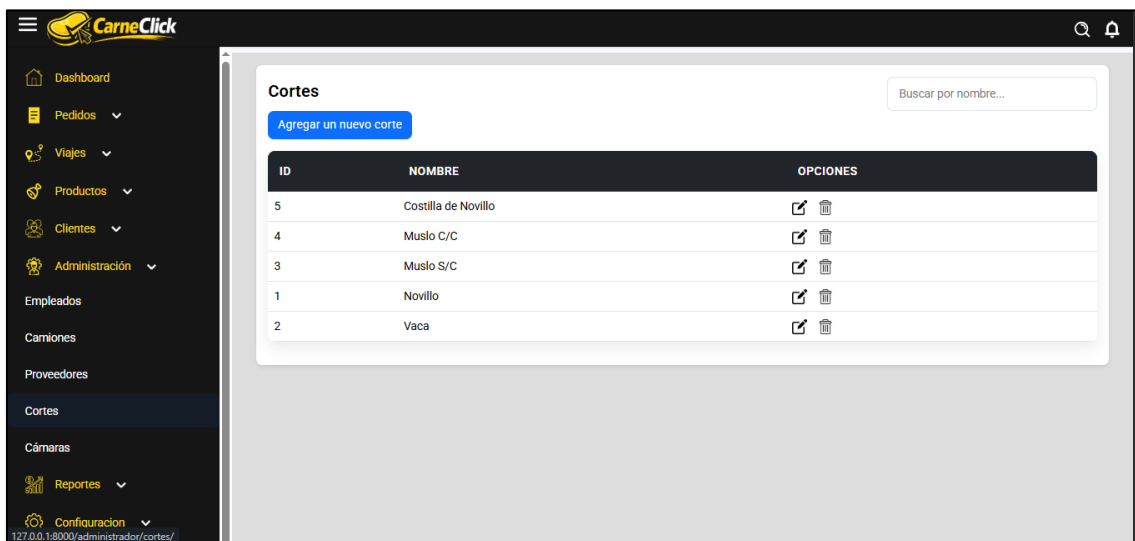 CarneClick
Dashboard
Pedidos
Viajes
Productos
Clientes
Administración
Empleados
Camiones
Proveedores
Cortes
Cámaras
Reportes
Configuracion
127.0.0.1:8000/administrador/cortes/
Cortes
Buscar por nombre...
Agregar un nuevo corte
ID NOMBRE OPCIONES
5 Costilla de Novillo
4 Muslo C/C
3 Muslo S/C
1 Novillo
2 Vaca